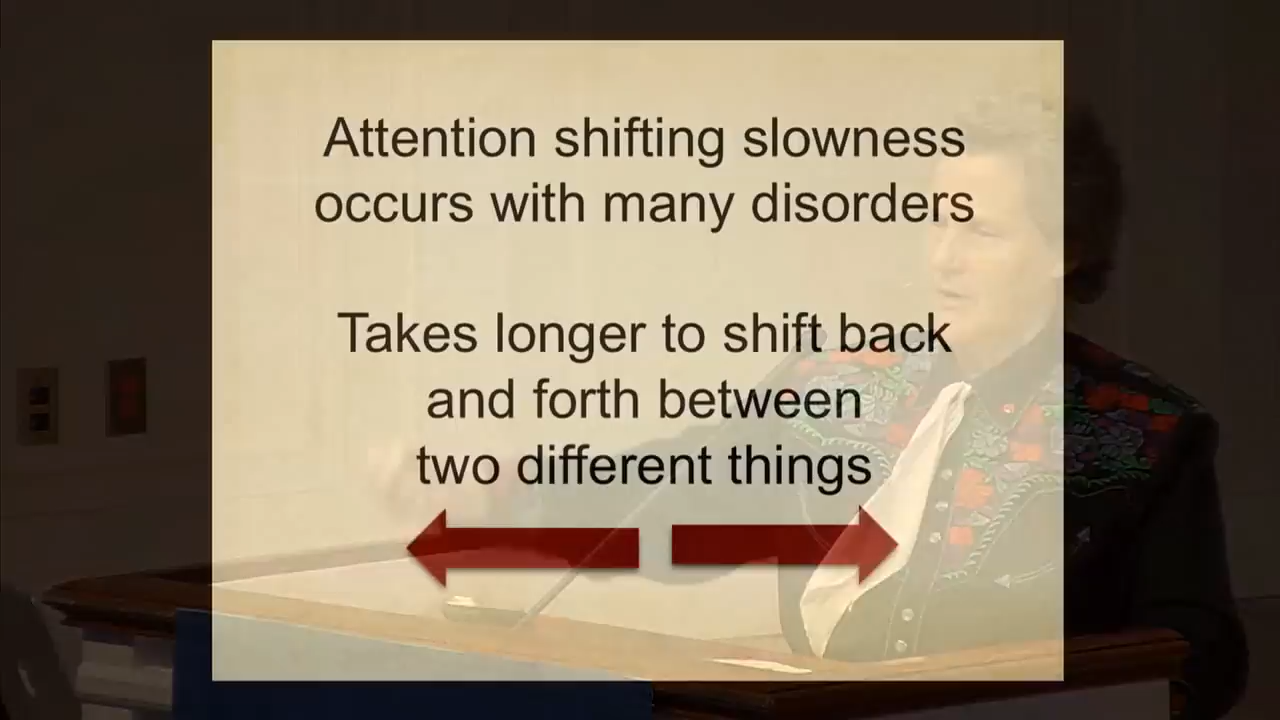 Attention shifting slowness
occurs with many disorders
Takes longer to shift back
and forth between
two different things